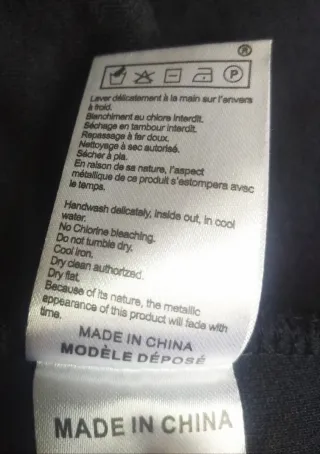 ®
P
Laver délicatement à la main sur l'envers
à froid.
Blanchiment au chlore interdit.
Séchage en tambour interdit.
Repassage à fer doux.
Nettoyage à sec autorisé.
Sécher à pla.
En raison de sa nature, l'aspect
métallique de ce produit s'estompera avec
le temps.
Handwash delicately, inside out, in cool
water.
No Chlorine bleaching.
Do not tumble dry.
Cool iron.
Dry clean authorized.
Dry flat.
Because of its nature, the metallic
appearance of this product will fade with
time.
MADE IN CHINA
MODÈLE DÉPOSÉ
MADE IN CHINA